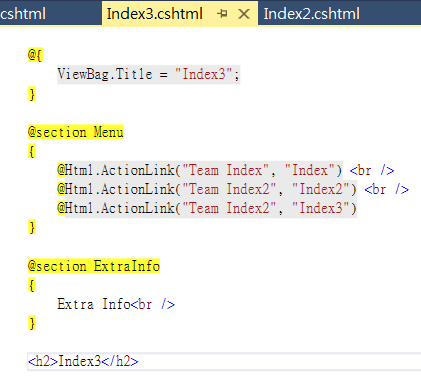 cshtml Index3.cshtml Index2.cshtml
@{
ViewBag.Title = "Index3";
}
@section Menu
{
@Html.ActionLink("Team Index", "Index") <br />
@Html.ActionLink("Team Index2", "Index2") <br />
@Html.ActionLink("Team Index2", "Index3")
}
@section ExtraInfo
{
Extra Info<br />
}
<h2>Index3</h2>